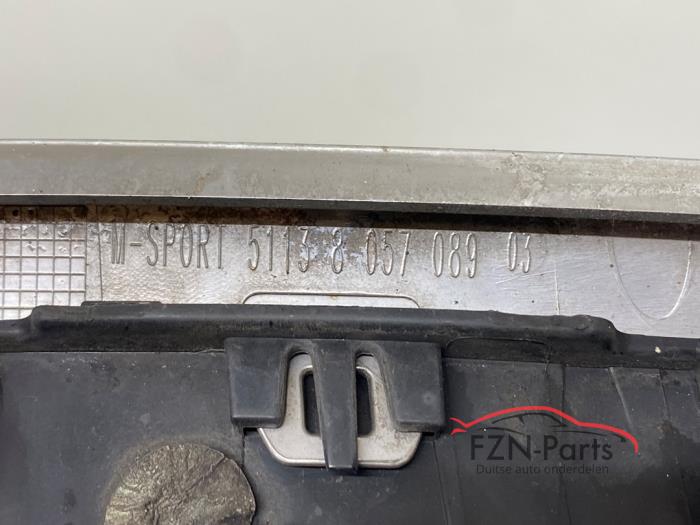 M-SPORT 5113 8 057 089 03
FZN-Parts
Duitse auto onderdelen